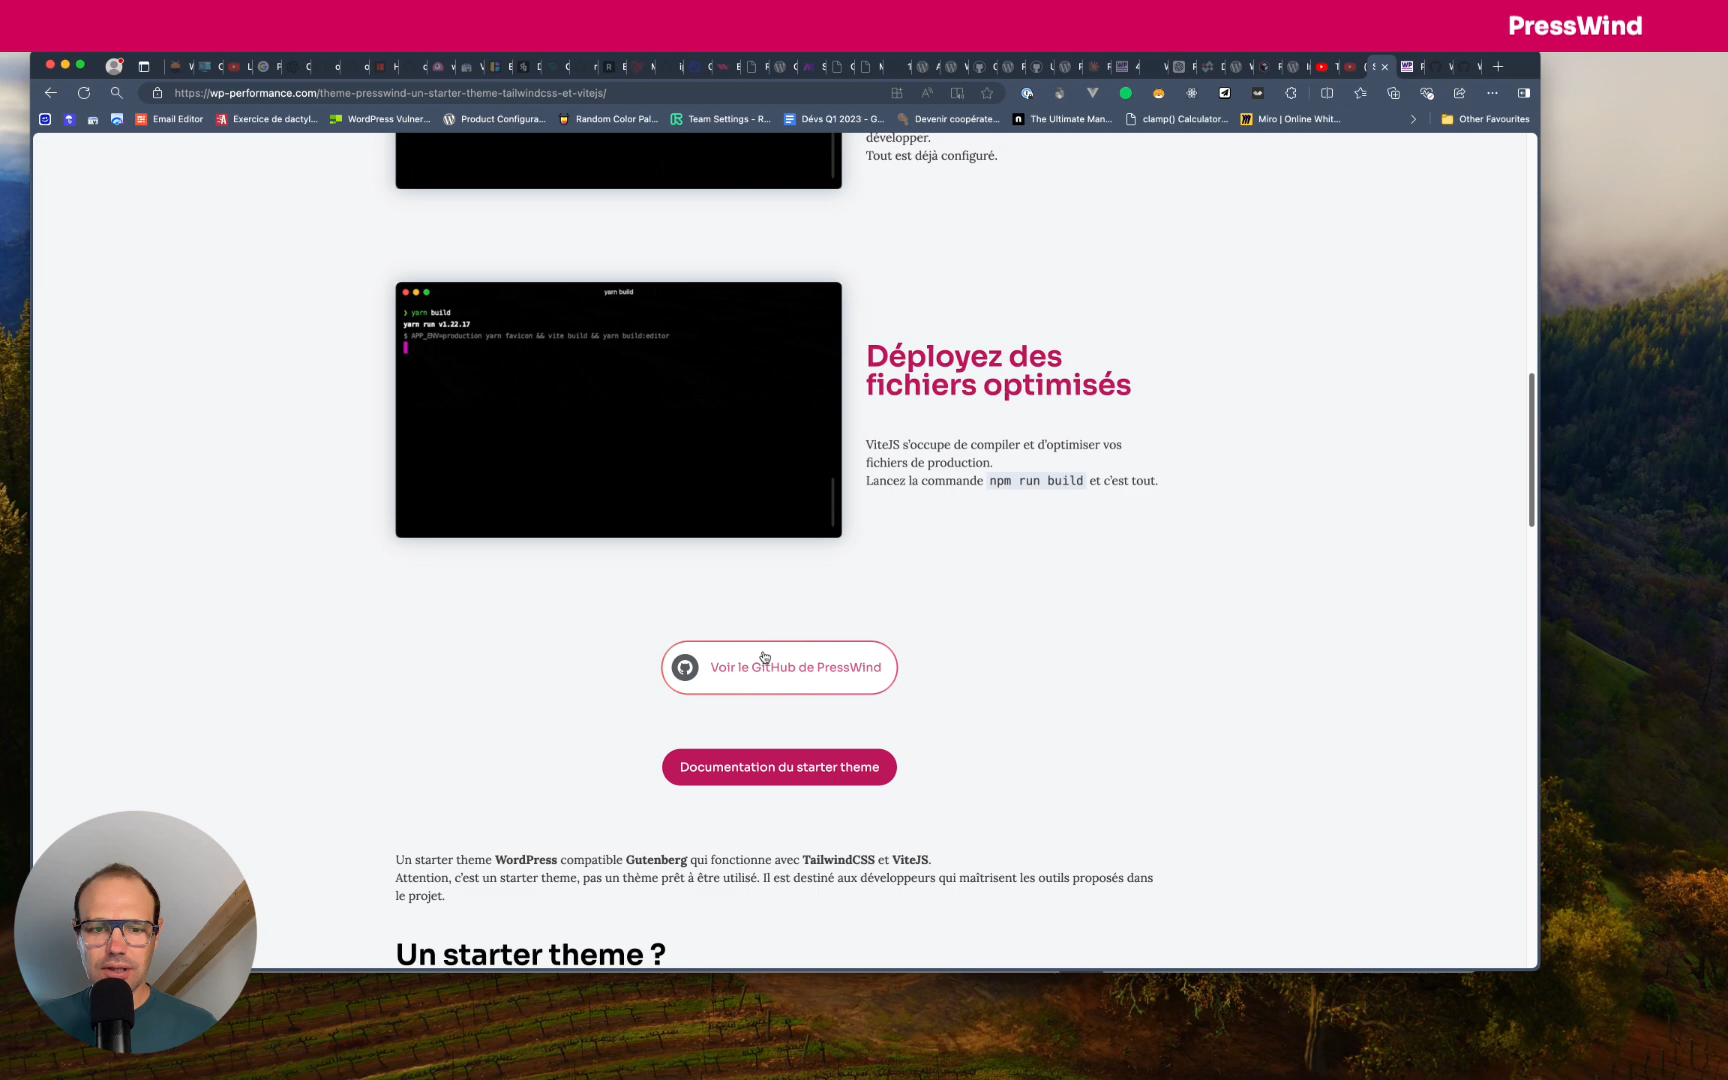 PressWind
https://wp-performance.com/theme-presswind-un-starter-theme-tailwindcss-et-vitejs/
Email Editor
Exercice de dactyl...
WordPress Vulner...
Product Configura...
Random Color Pal...
Team Settings - R...
Dévs Q1 2023 - G...
Devenir coopérate...
The Ultimate Man...
clamp() Calculator...
Miro | Online Whit...
Other Favourites
développer.
Tout est déjà configuré.
yarn build
❯ yarn build
yarn run v1.22.17
$ APP_ENV=production yarn favicon && vite build && yarn build:editor
Déployez des
fichiers optimisés
ViteJS s’occupe de compiler et d’optimiser vos
fichiers de production.
Lancez la commande npm run build et c’est tout.
Voir le GitHub de PressWind
Documentation du starter theme
Un starter theme WordPress compatible Gutenberg qui fonctionne avec TailwindCSS et ViteJS.
Attention, c’est un starter theme, pas un thème prêt à être utilisé. Il est destiné aux développeurs qui maîtrisent les outils proposés dans
le projet.
Un starter theme ?